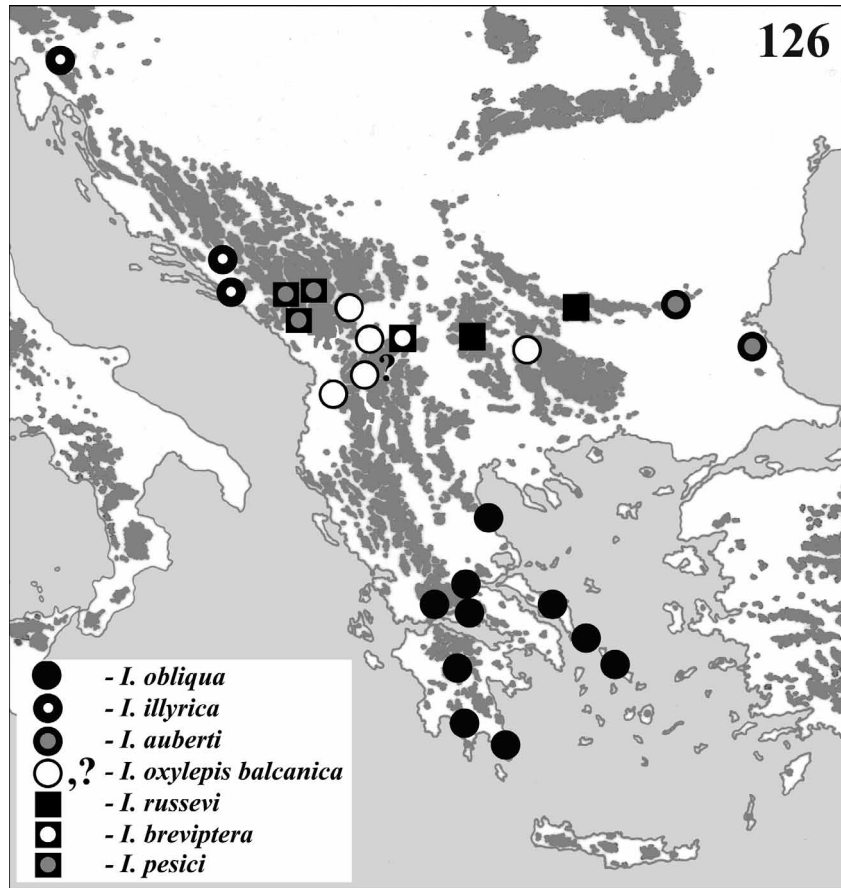 126
?
- I. obliqua
- I. illyrica
- I. auberti
,? - I. oxylepis balcanica
- I. russevi
- I. breviptera
- I. pesici